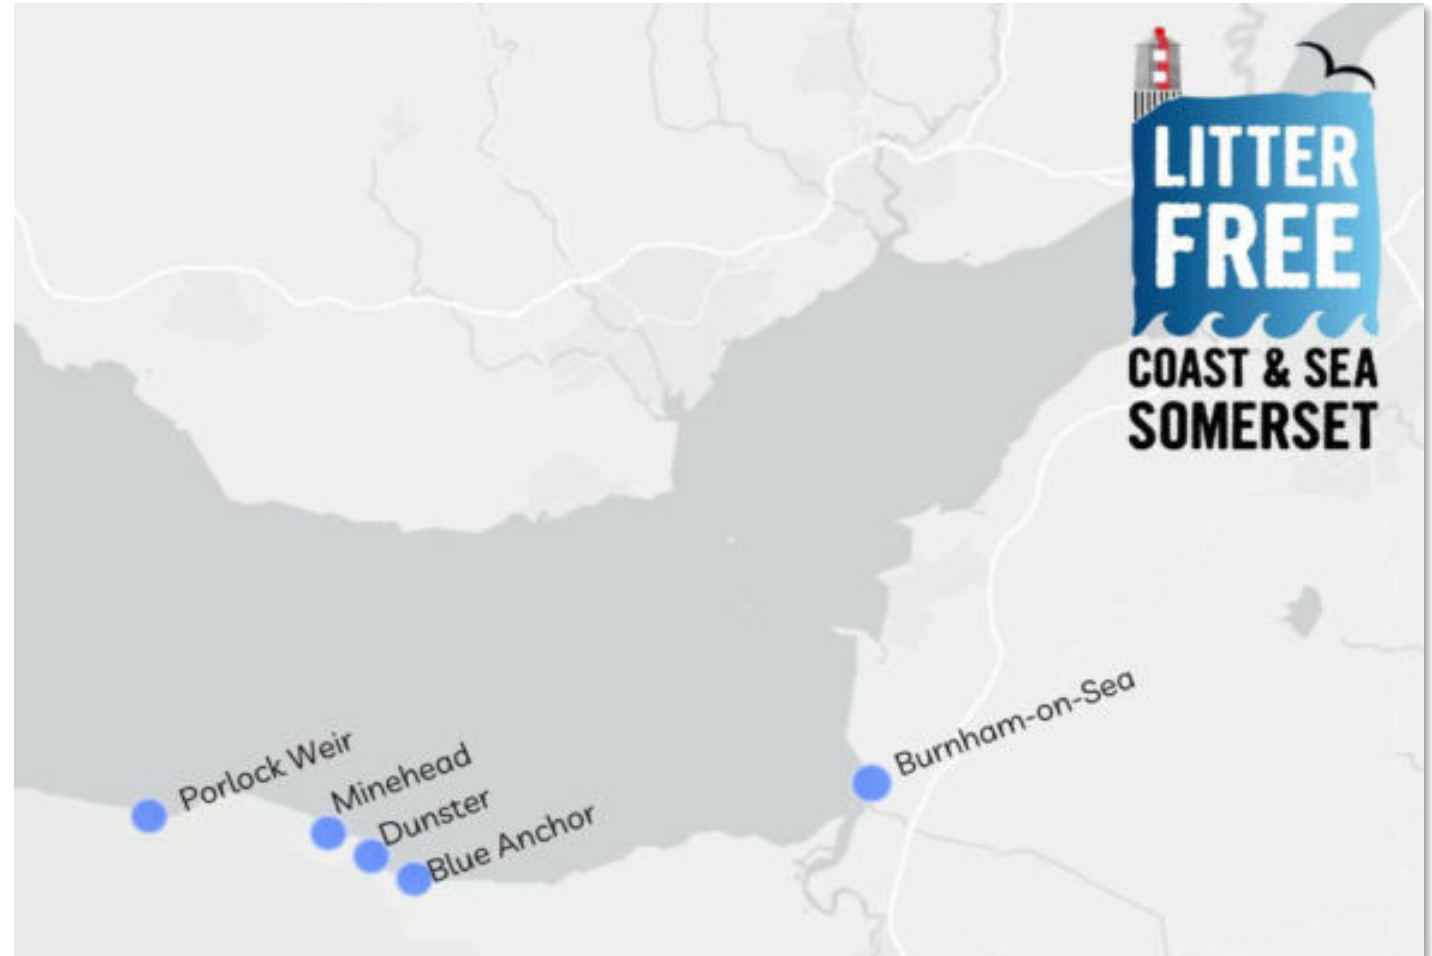 LITTER
FREE
COAST & SEA
SOMERSET
Burnham-on-Sea
Porlock Weir
Minehead
Dunster
Blue Anchor